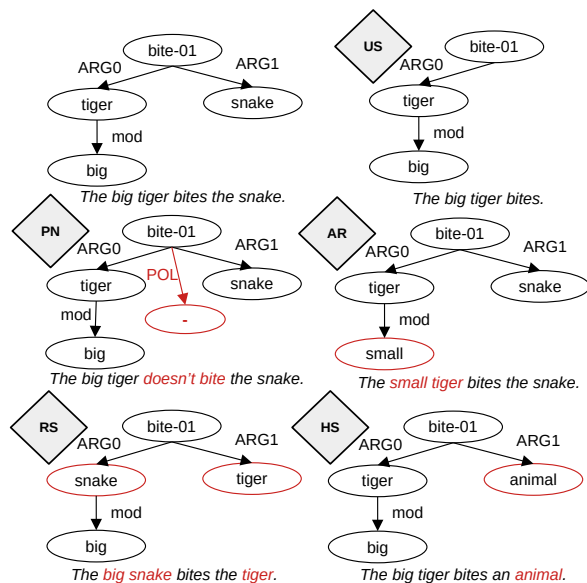 bite-01
ARG0 ARG1
tiger snake
mod
big
The big tiger bites the snake.
US
bite-01
ARG0
tiger
mod
big
The big tiger bites.
PN
bite-01
ARG0 ARG1
tiger POL snake
mod -
big
The big tiger doesn't bite the snake.
AR
bite-01
ARG0 ARG1
tiger snake
mod
small
The small tiger bites the snake.
RS
bite-01
ARG0 ARG1
snake tiger
mod
big
The big snake bites the tiger.
HS
bite-01
ARG0 ARG1
tiger animal
mod
big
The big tiger bites an animal.